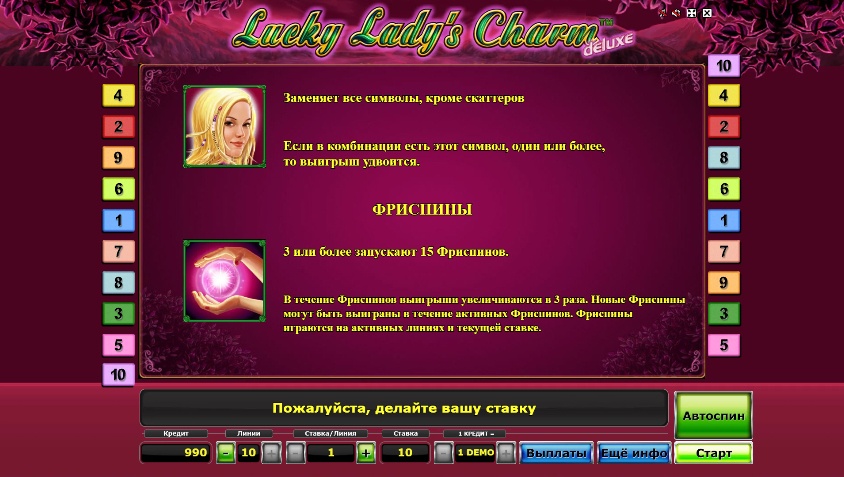 Lucky Lady's Charm™
deluxe
10
4 4
2 2
9 8
6 6
1 1
7 7
8 9
3 3
5 5
10
Заменяет все символы, кроме скаттеров
Если в комбинации есть этот символ, один или более,
то выигрыш удвоится.
ФРИСПИНЫ
3 или более запускают 15 Фриспинов.
В течение Фриспинов выигрыши увеличиваются в 3 раза. Новые Фриспины
могут быть выиграны в течение активных Фриспинов. Фриспины
играются на активных линиях и текущей ставке.
Пожалуйста, делайте вашу ставку
Автоспин
Кредит Линии Ставка/Линия Ставка 1 КРЕДИТ =
990 - 10 + - 1 + 10 - 1 DEMO + Выплаты Ещё инфо Старт